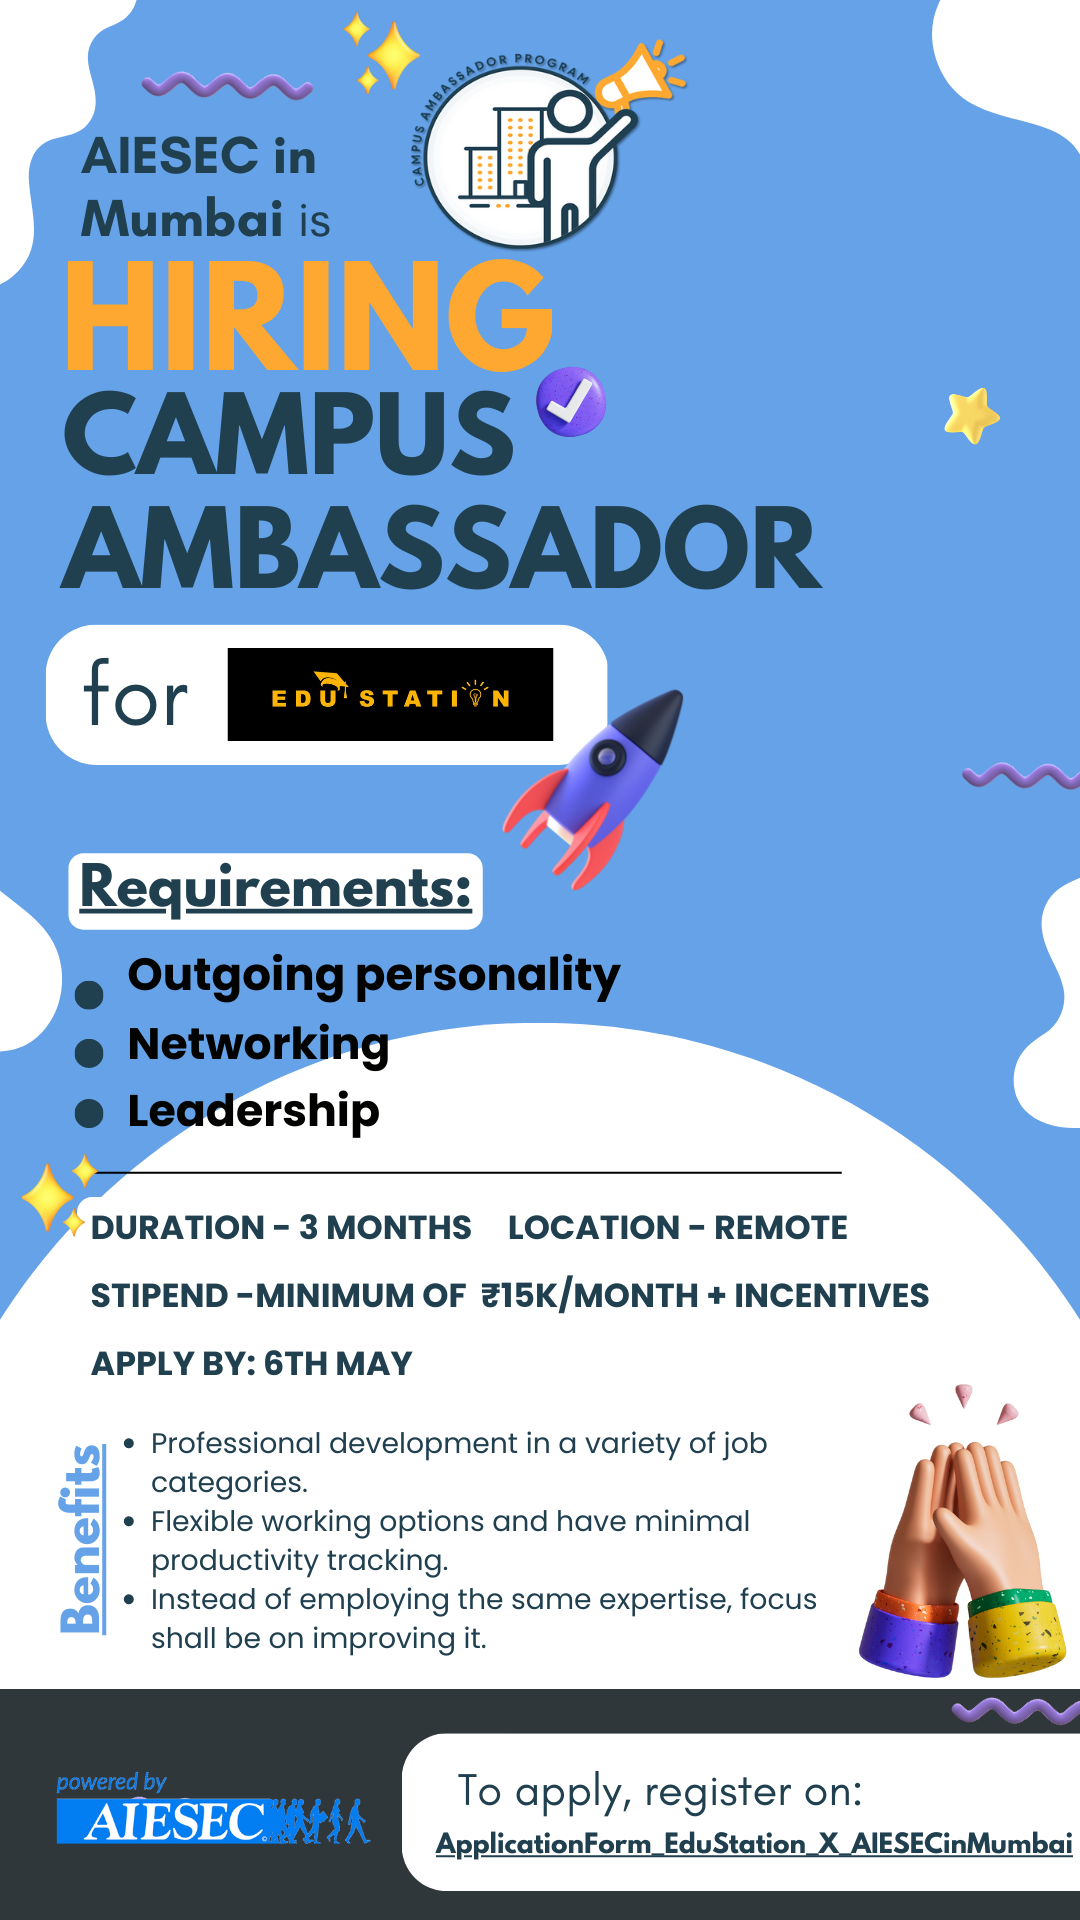 CAMPUS AMBASSADOR PROGRAM
AIESEC in
Mumbai is
HIRING
CAMPUS
AMBASSADOR
for
EDU STATION
Requirements:
Outgoing personality
Networking
Leadership
DURATION - 3 MONTHS LOCATION - REMOTE
STIPEND -MINIMUM OF ₹15K/MONTH + INCENTIVES
APPLY BY: 6TH MAY
Benefits
• Professional development in a variety of job
categories.
• Flexible working options and have minimal
productivity tracking.
• Instead of employing the same expertise, focus
shall be on improving it.
powered by
AIESEC
To apply, register on:
ApplicationForm_EduStation_X_AIESECinMumbai